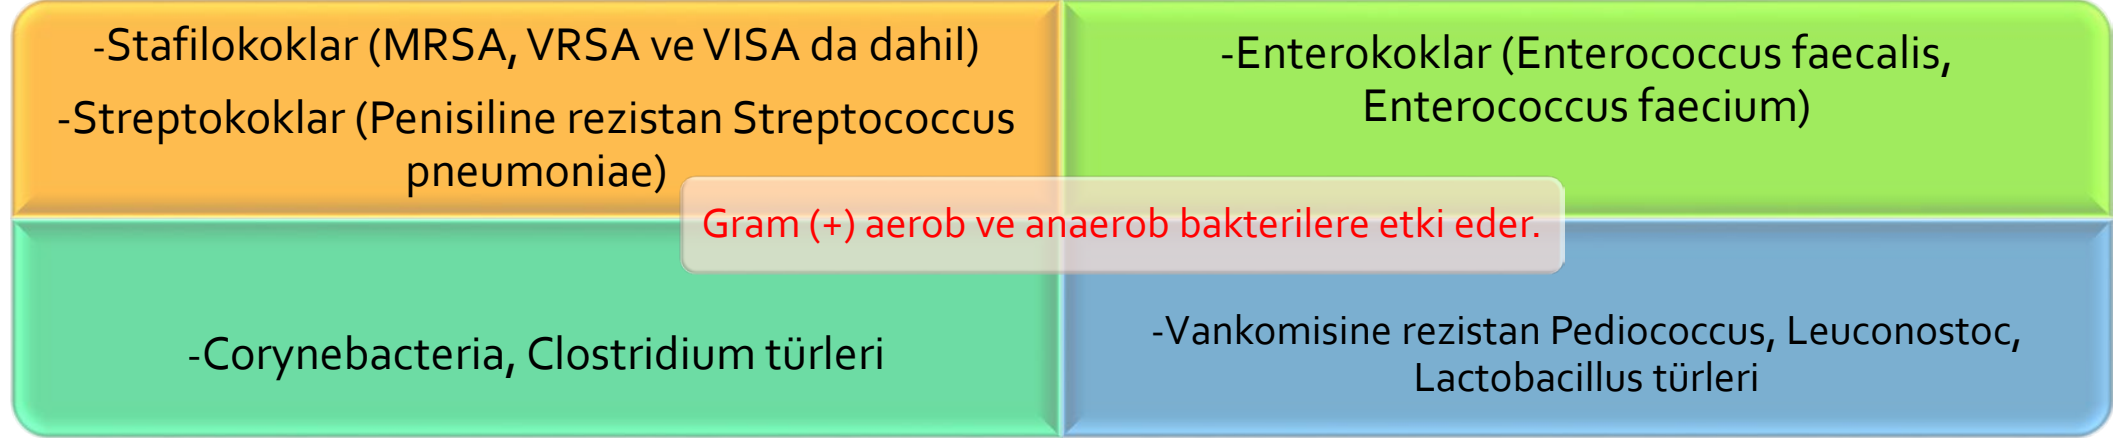 -Stafilokoklar (MRSA, VRSA ve VISA da dahil)
-Streptokoklar (Penisiline rezistan Streptococcus
pneumoniae)
-Enterokoklar (Enterococcus faecalis,
Enterococcus faecium)
Gram (+) aerob ve anaerob bakterilere etki eder.
-Corynebacteria, Clostridium türleri
-Vankomisine rezistan Pediococcus, Leuconostoc,
Lactobacillus türleri